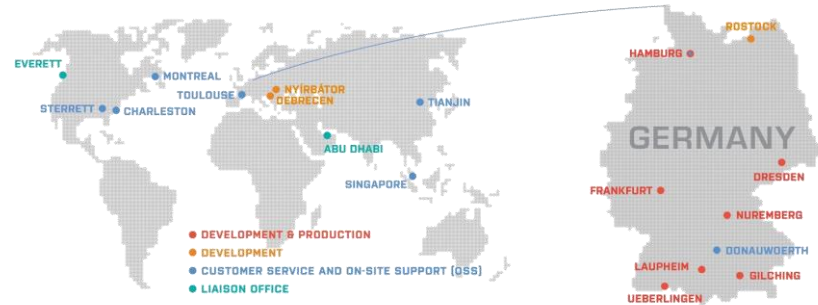 EVERETT
MONTREAL
TOULOUSE
NYÍRBÁTOR
DEBRECEN
STERRETT
CHARLESTON
TIANJIN
ABU DHABI
SINGAPORE
DEVELOPMENT & PRODUCTION
DEVELOPMENT
CUSTOMER SERVICE AND ON-SITE SUPPORT (OSS)
LIAISON OFFICE
ROSTOCK
HAMBURG
GERMANY
DRESDEN
FRANKFURT
NUREMBERG
DONAUWOERTH
LAUPHEIM
GILCHING
UEBERLINGEN